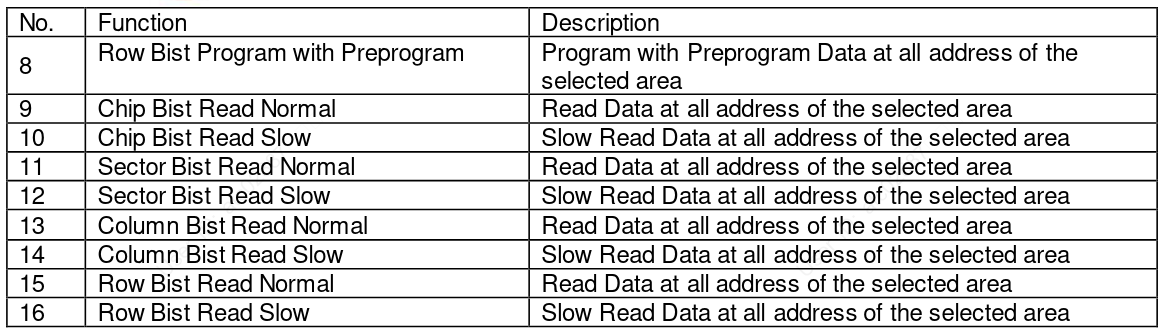 No. Function Description
8 Row Bist Program with Preprogram Program with Preprogram Data at all address of the
selected area
9 Chip Bist Read Normal Read Data at all address of the selected area
10 Chip Bist Read Slow Slow Read Data at all address of the selected area
11 Sector Bist Read Normal Read Data at all address of the selected area
12 Sector Bist Read Slow Slow Read Data at all address of the selected area
13 Column Bist Read Normal Read Data at all address of the selected area
14 Column Bist Read Slow Slow Read Data at all address of the selected area
15 Row Bist Read Normal Read Data at all address of the selected area
16 Row Bist Read Slow Slow Read Data at all address of the selected area